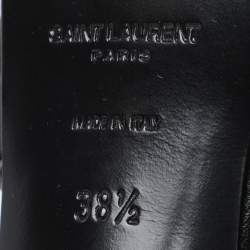 SAINT LAURENT
PARIS
MADE IN ITALY
38½